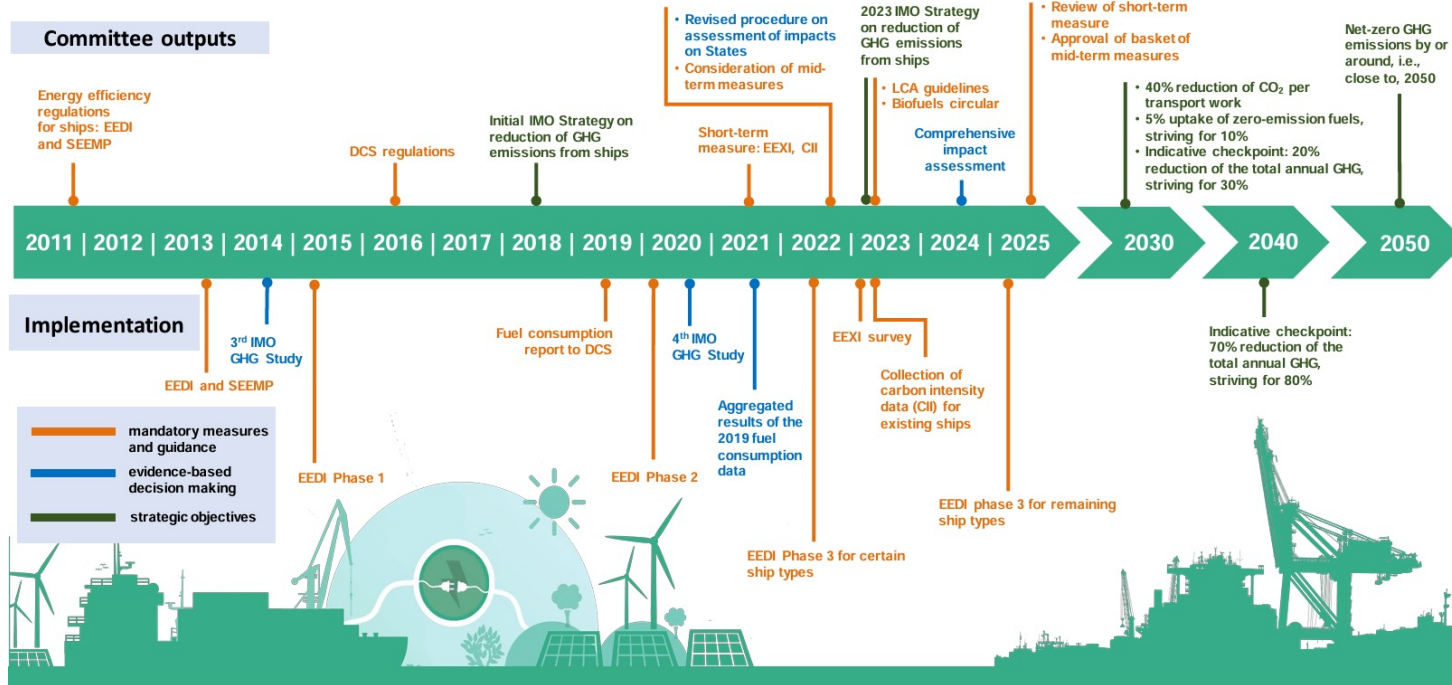 Committee outputs
Energy efficiency
regulations
for ships: EEDI
and SEEMP
DCS regulations
Initial IMO Strategy on
reduction of GHG
emissions from ships
• Revised procedure on
assessment of impacts
on States
• Consideration of mid-
term measures
Short-term
measure: EEXI, CII
2023 IMO Strategy
on reduction of
GHG emissions
from ships
• LCA guidelines
• Biofuels circular
Comprehensive
impact
assessment
• Review of short-term
measure
• Approval of basket of
mid-term measures
• 40% reduction of CO₂ per
transport work
• 5% uptake of zero-emission fuels,
striving for 10%
• Indicative checkpoint: 20%
reduction of the total annual GHG,
striving for 30%
Net-zero GHG
emissions by or
around, i.e.,
close to, 2050
2011 | 2012 | 2013 | 2014 | 2015 | 2016 | 2017 | 2018 | 2019 | 2020 | 2021 | 2022 | 2023 | 2024 | 2025
2030
2040
2050
Implementation
EEDI and SEEMP
3rd IMO
GHG Study
EEDI Phase 1
Fuel consumption
report to DCS
EEDI Phase 2
4th IMO
GHG Study
Aggregated
results of the
2019 fuel
consumption
data
EEDI Phase 3 for certain
ship types
EEXI survey
Collection of
carbon intensity
data (CII) for
existing ships
EEDI phase 3 for remaining
ship types
Indicative checkpoint:
70% reduction of the
total annual GHG,
striving for 80%
mandatory measures
and guidance
evidence-based
decision making
strategic objectives